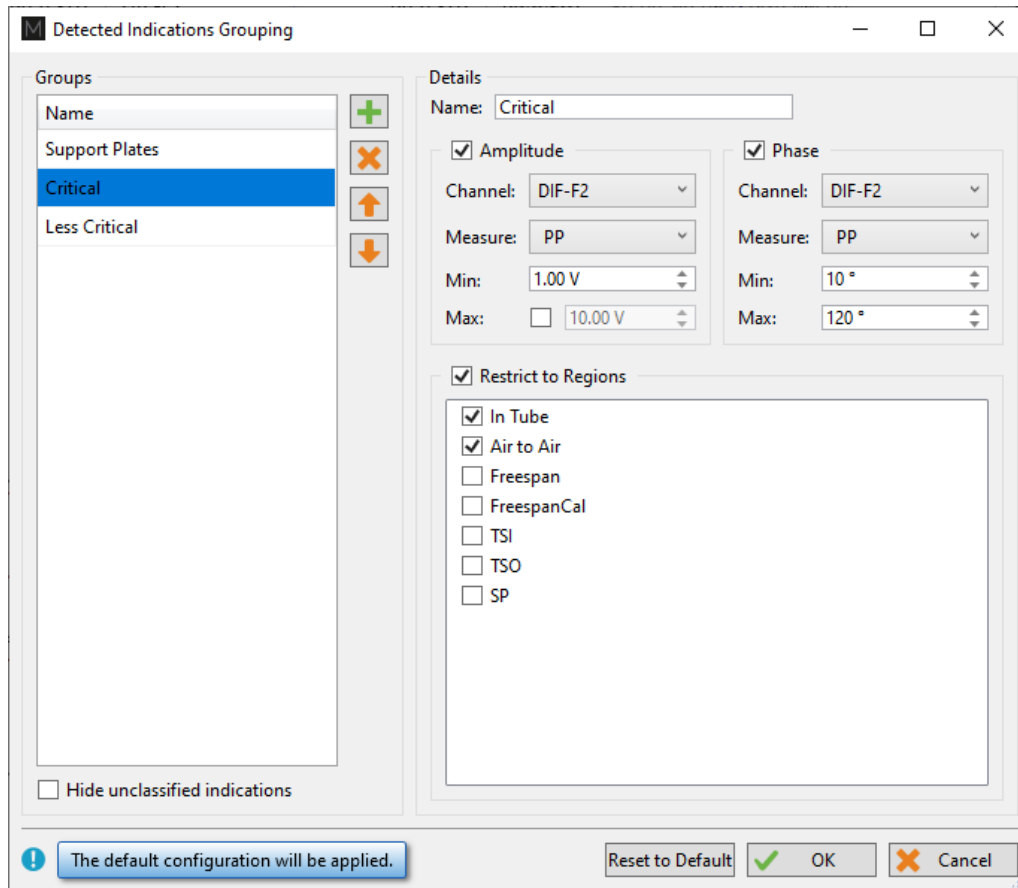 M Detected Indications Grouping
Groups
Name
Support Plates
Critical
Less Critical
Hide unclassified indications
Details
Name: Critical
Amplitude
Channel: DIF-F2
Measure: PP
Min: 1.00 V
Max: 10.00 V
Phase
Channel: DIF-F2
Measure: PP
Min: 10 °
Max: 120 °
Restrict to Regions
In Tube
Air to Air
Freespan
FreespanCal
TSI
TSO
SP
The default configuration will be applied.
Reset to Default
OK
Cancel